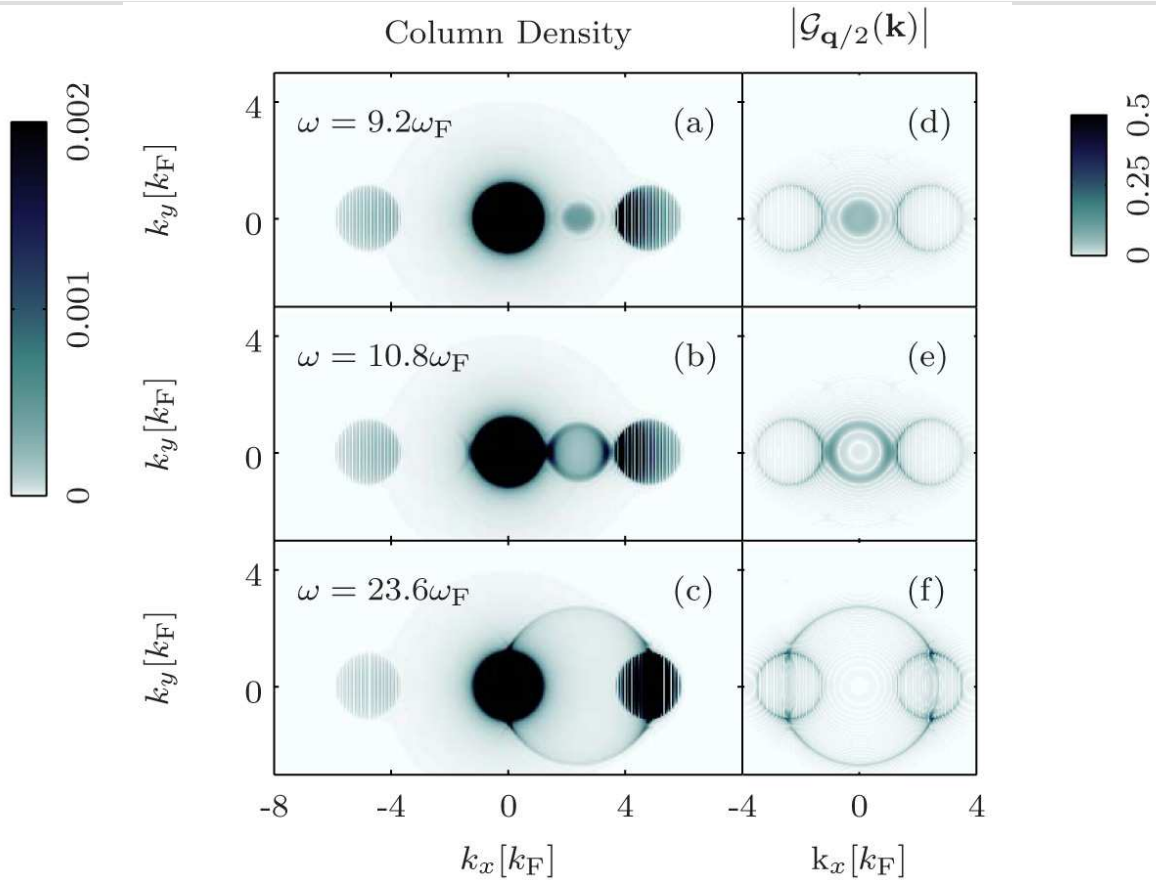 Column Density
|𝒢q/2(k)|
0.002
0.001
0
0.5
0.25
0
ky[kF]
4
0
ω = 9.2ωF
(a)
(d)
ky[kF]
4
0
ω = 10.8ωF
(b)
(e)
ky[kF]
4
0
ω = 23.6ωF
(c)
(f)
-8 -4 0 4 -4 0 4
kx[kF]
kx[kF]